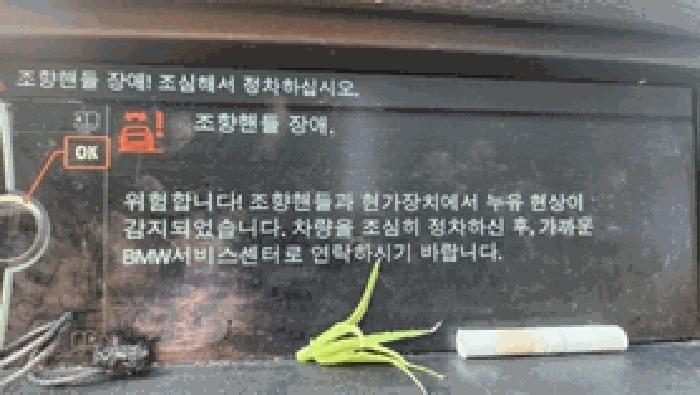 조향핸들 장애! 조심해서 정차하십시오.
조향핸들 장애.
OK
위험합니다! 조향핸들과 현가장치에서 누유 현상이
감지되었습니다. 차량을 조심히 정차하신 후, 가까운
BMW서비스센터로 연락하시기 바랍니다.